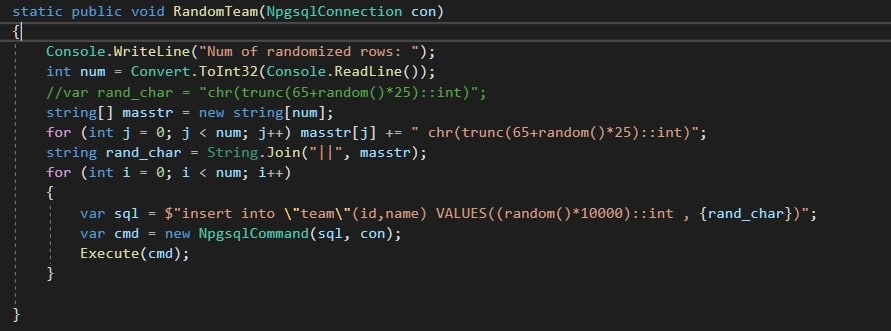 static public void RandomTeam(NpgsqlConnection con)
{
Console.WriteLine("Num of randomized rows: ");
int num = Convert.ToInt32(Console.ReadLine());
//var rand_char = "chr(trunc(65+random()*25)::int)";
string[] masstr = new string[num];
for (int j = 0; j < num; j++) masstr[j] += " chr(trunc(65+random()*25)::int)";
string rand_char = String.Join("||", masstr);
for (int i = 0; i < num; i++)
{
var sql = $"insert into \"team\"(id,name) VALUES((random()*10000)::int , {rand_char})";
var cmd = new NpgsqlCommand(sql, con);
Execute(cmd);
}
}